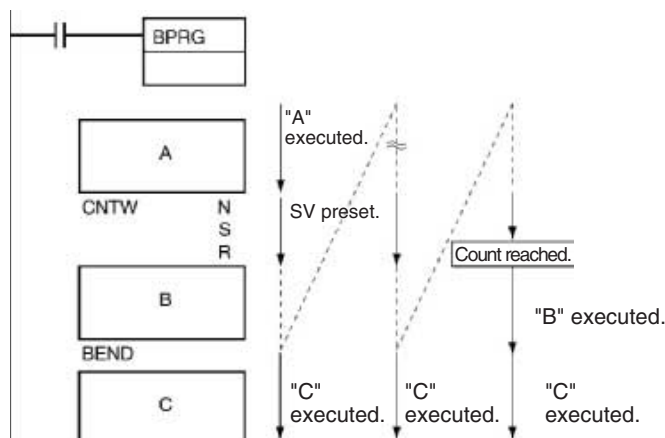 BPRG
"A"
executed.
A
CNTW N
S
R
SV preset.
Count reached.
B
"B" executed.
BEND
C
"C"
executed.
"C"
executed.
"C"
executed.